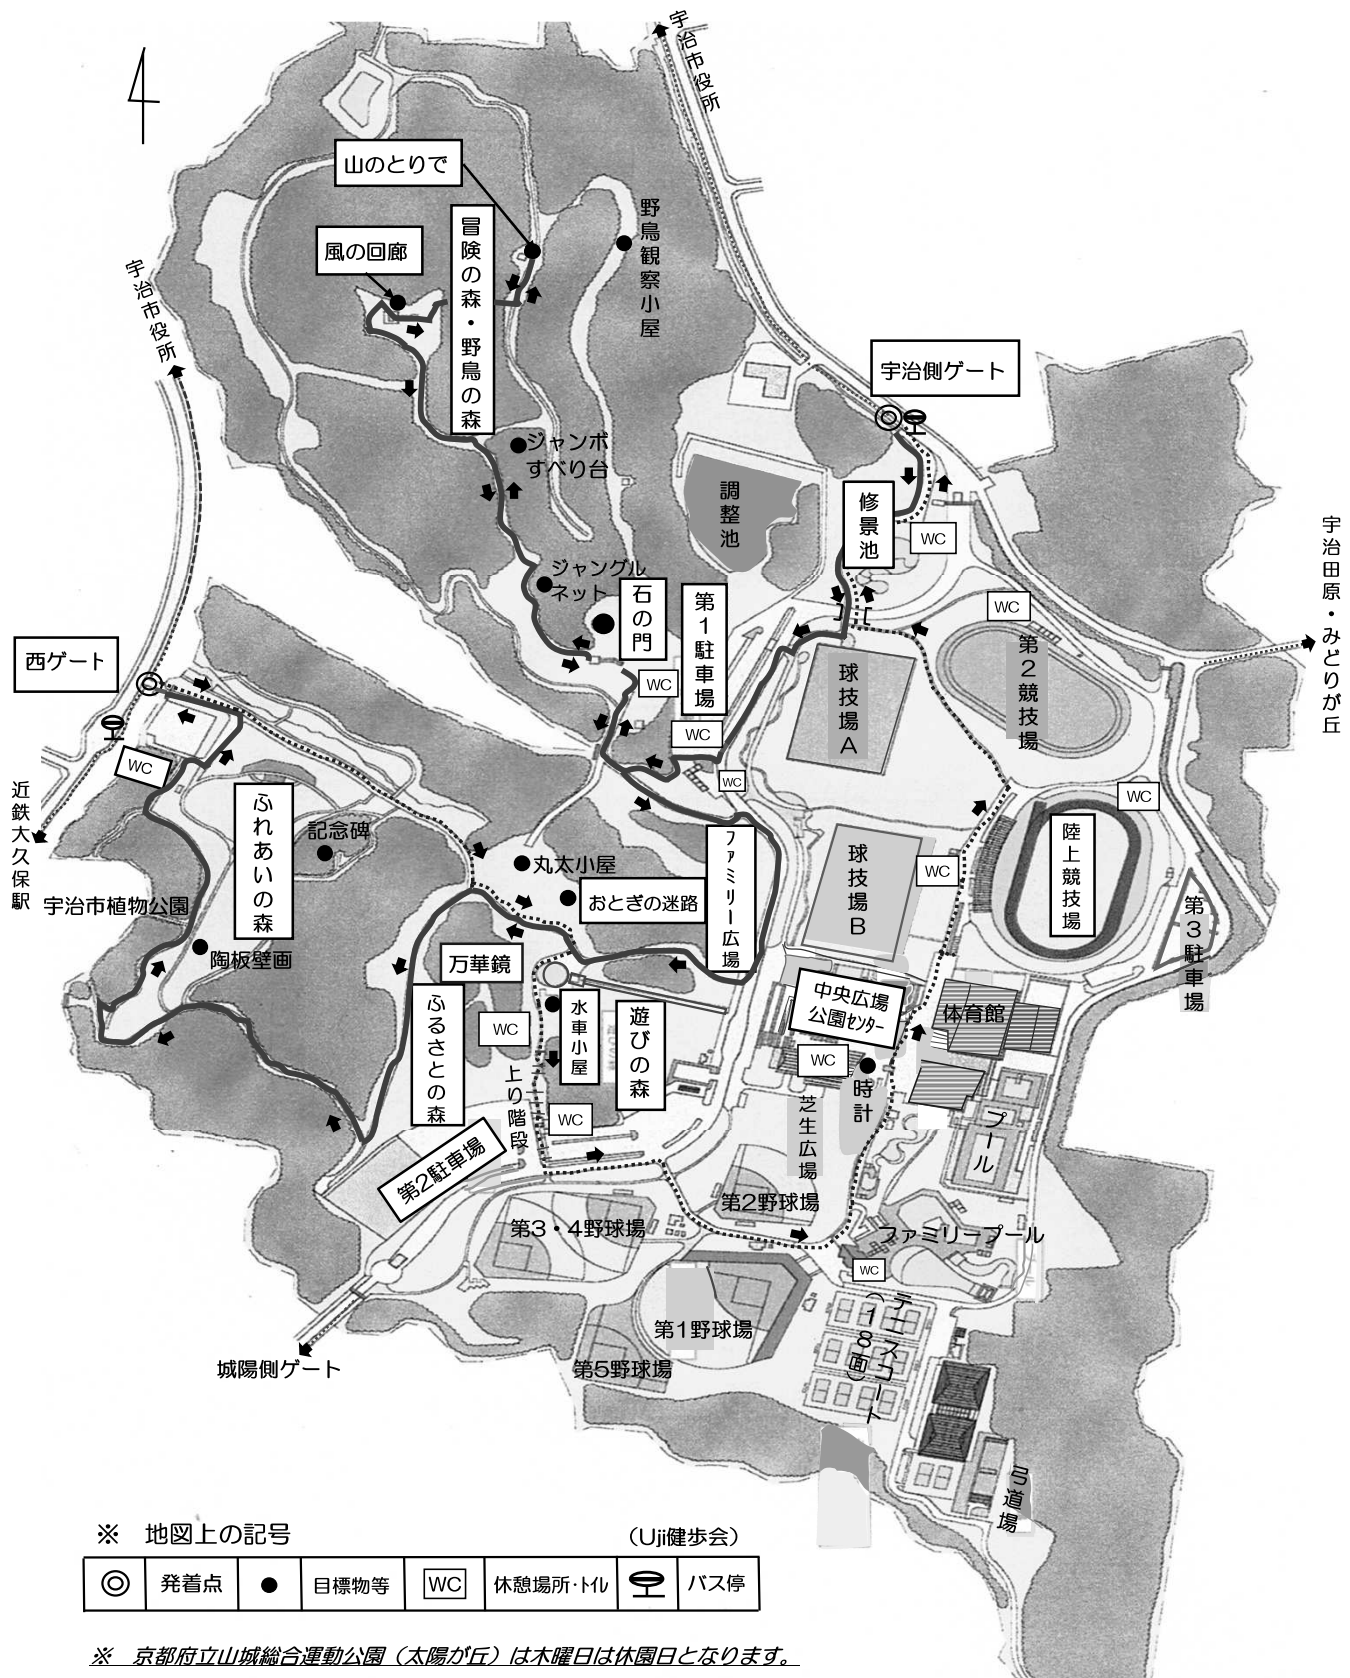 宇治市役所
山のとりで
風の回廊
冒険の森・野鳥の森
野鳥観察小屋
宇治市役所
宇治側ゲート
ジャンボ
すべり台
調整池
修景池
WC
宇治田原・みどりが丘
ジャングル
ネット
石の門
第1駐車場
WC
第2競技場
西ゲート
WC
球技場A
WC
WC
WC
近鉄大久保駅
ふれあいの森
記念碑
WC
陸上競技場
ファミリー広場
球技場B
WC
丸太小屋
おとぎの迷路
宇治市植物公園
陶板壁画
万華鏡
第3駐車場
ふるさとの森
WC
水車小屋
遊びの森
中央広場
公園センター
体育館
WC
時計
上り階段
WC
芝生広場
プール
第2駐車場
第3・4野球場
第2野球場
ファミリープール
WC
テニスコート
(18面)
第1野球場
第5野球場
城陽側ゲート
弓道場
※ 地図上の記号
(Uji健歩会)
発着点 目標物等 WC 休憩場所・トイレ バス停
※ 京都府立山城総合運動公園(太陽が丘)は木曜日は休園日となります。